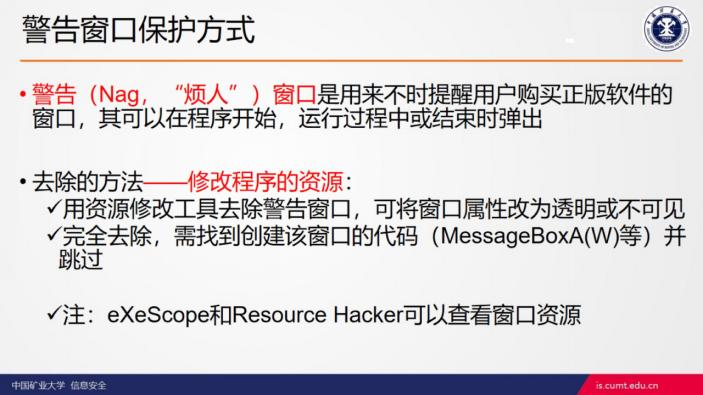 警告窗口保护方式
• 警告（Nag，“烦人”）窗口是用来不时提醒用户购买正版软件的
窗口，其可以在程序开始，运行过程中或结束时弹出
• 去除的方法——修改程序的资源：
✓用资源修改工具去除警告窗口，可将窗口属性改为透明或不可见
✓完全去除，需找到创建该窗口的代码（MessageBoxA(W)等）并
跳过
✓注：eXeScope和Resource Hacker可以查看窗口资源
中国矿业大学 信息安全
is.cumt.edu.cn